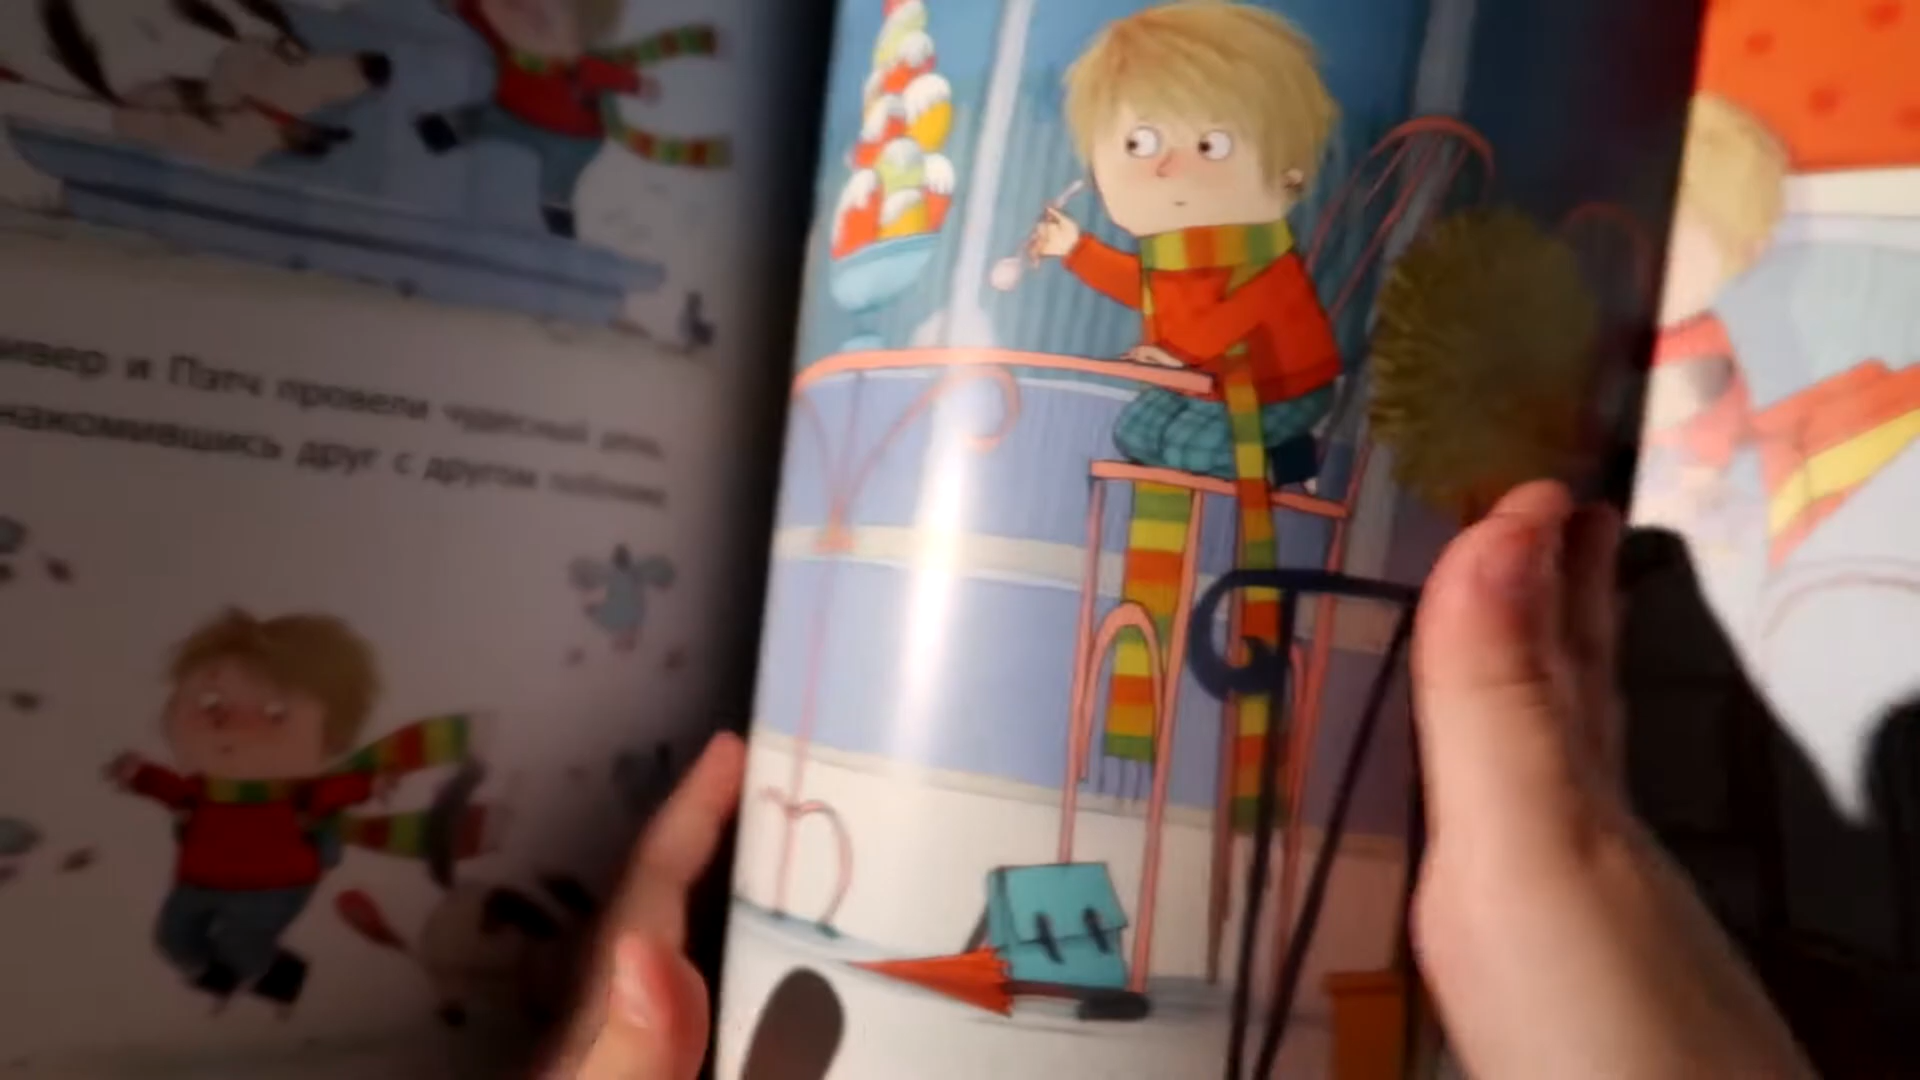 ивер и Пэтч провели чудесный день,
накомившись друг с другом поближе